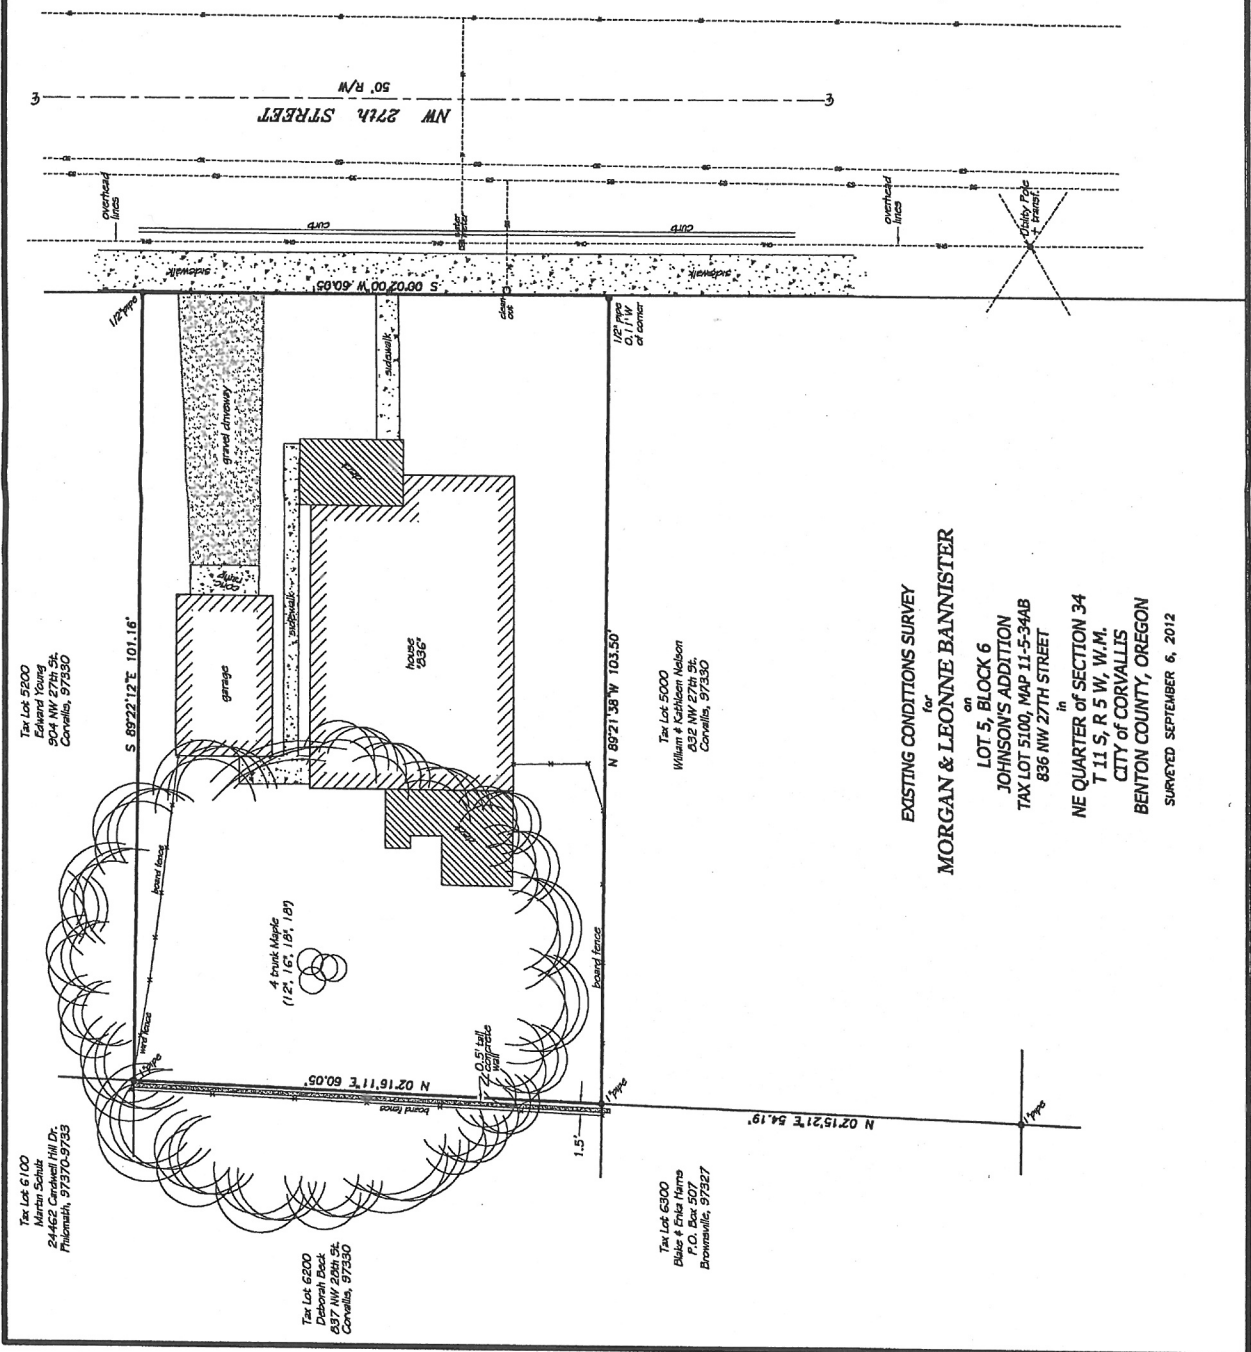 50' R/W
NW 27th STREET
overhead
lines
overhead
lines
curb
water
meter
curb
Utility Pole
+ transf.
sidewalk
sidewalk
S 00°02'00"W 60.05'
clean-
out
1/2"pipe
1/2" pipe
0.11' W
of corner
gravel driveway
sidewalk
deck
conc
ramp
sidewalk
garage
house
"836"
S 89°22'12"E 101.16'
N 89°21'38"W 103.50'
Tax Lot 5200
Edward Young
904 NW 27th St.
Corvallis, 97330
Tax Lot 5000
William & Kathleen Nelson
832 NW 27th St.
Corvallis, 97330
deck
board fence
4 trunk Maple
(12", 16", 18", 18")
board fence
wire fence
1"pipe
N 02°16'11"E 60.05'
0.5' tall
concrete
wall
board fence
1"pipe
1.5'
N 02°15'21"E 54.19'
1"pipe
Tax Lot 6100
Martin Schulz
24462 Cardwell Hill Dr.
Philomath, 97370-9733
Tax Lot 6200
Deborah Beck
837 NW 28th St.
Corvallis, 97330
Tax Lot 6300
Blake & Erika Harns
P.O. Box 507
Brownsville, 97327
EXISTING CONDITIONS SURVEY
for
MORGAN & LEONNE BANNISTER
on
LOT 5, BLOCK 6
JOHNSON'S ADDITION
TAX LOT 5100, MAP 11-5-34AB
836 NW 27TH STREET
in
NE QUARTER of SECTION 34
T 11 S, R 5 W, W.M.
CITY of CORVALLIS
BENTON COUNTY, OREGON
SURVEYED SEPTEMBER 6, 2012